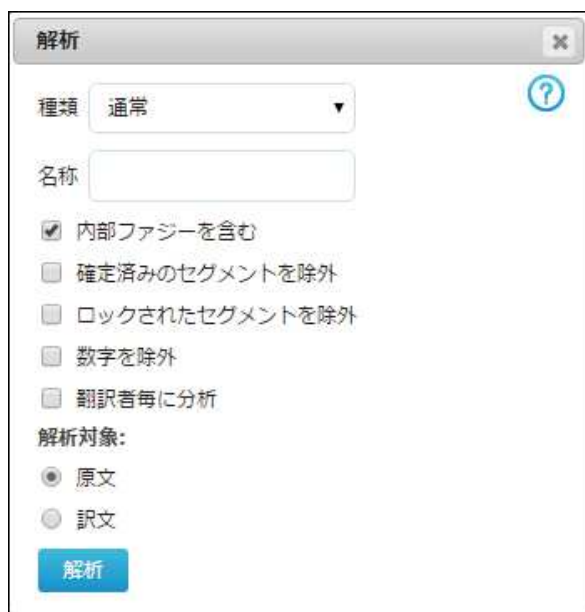 解析
種類 通常
名称
内部ファジーを含む
確定済みのセグメントを除外
ロックされたセグメントを除外
数字を除外
翻訳者毎に分析
解析対象:
原文
訳文
解析